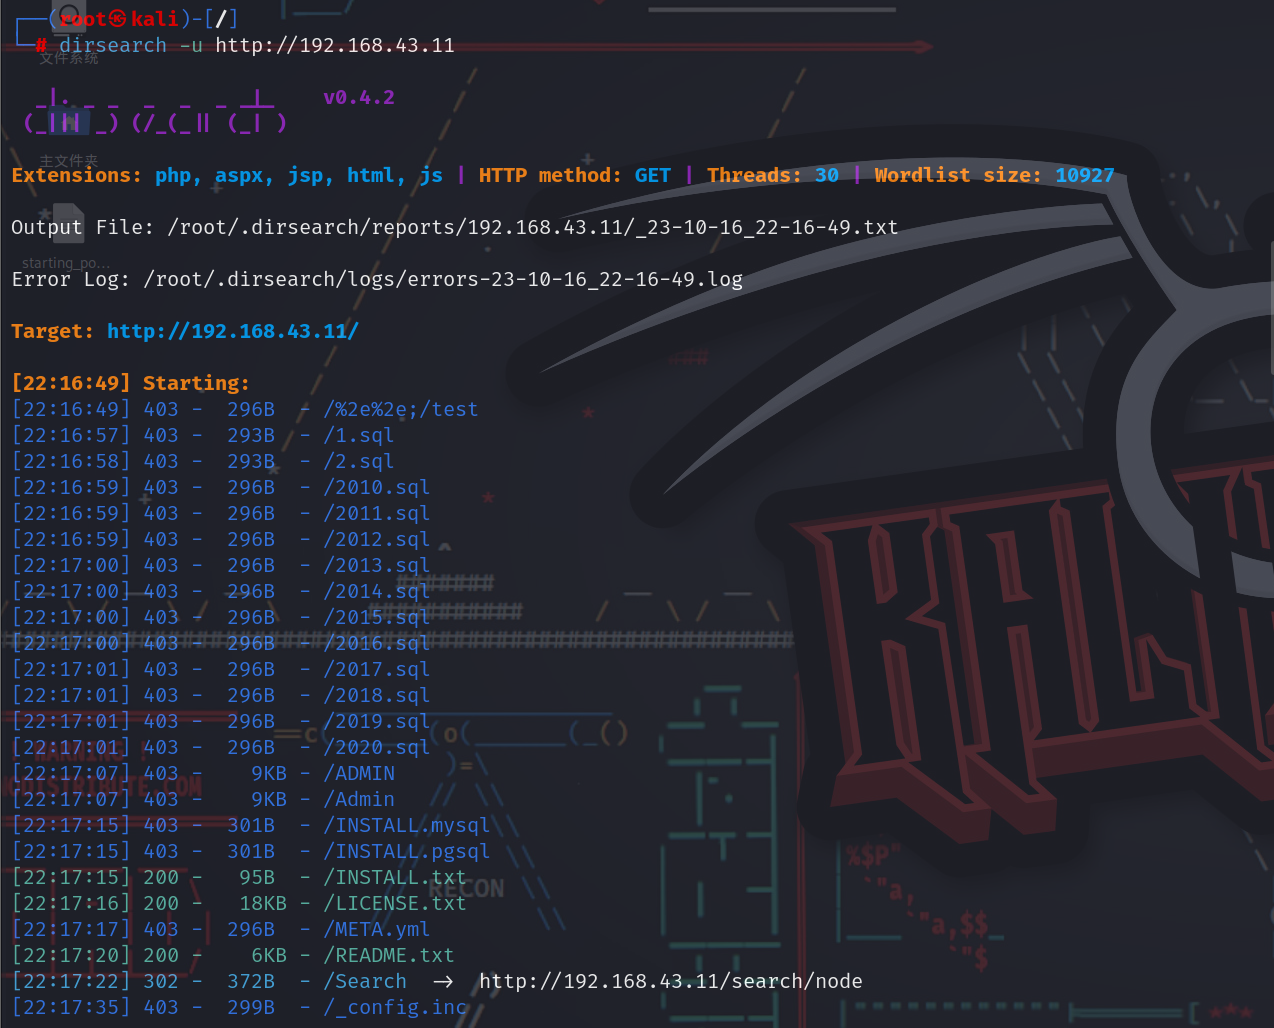 ┌──(root㉿kali)-[/]
└─# dirsearch -u http://192.168.43.11
文件系统
_|. _ _  _  _  _ _|_    v0.4.2
(_||| _) (/_(_|| (_| )
主文件夹
Extensions: php, aspx, jsp, html, js | HTTP method: GET | Threads: 30 | Wordlist size: 10927
Output File: /root/.dirsearch/reports/192.168.43.11/_23-10-16_22-16-49.txt
starting_po...
Error Log: /root/.dirsearch/logs/errors-23-10-16_22-16-49.log
Target: http://192.168.43.11/
[22:16:49] Starting:
[22:16:49] 403 -  296B  - /%2e%2e;/test
[22:16:57] 403 -  293B  - /1.sql
[22:16:58] 403 -  293B  - /2.sql
[22:16:59] 403 -  296B  - /2010.sql
[22:16:59] 403 -  296B  - /2011.sql
[22:16:59] 403 -  296B  - /2012.sql
[22:17:00] 403 -  296B  - /2013.sql
[22:17:00] 403 -  296B  - /2014.sql
[22:17:00] 403 -  296B  - /2015.sql
[22:17:00] 403 -  296B  - /2016.sql
[22:17:01] 403 -  296B  - /2017.sql
[22:17:01] 403 -  296B  - /2018.sql
[22:17:01] 403 -  296B  - /2019.sql
[22:17:01] 403 -  296B  - /2020.sql
[22:17:07] 403 -    9KB - /ADMIN
[22:17:07] 403 -    9KB - /Admin
[22:17:15] 403 -  301B  - /INSTALL.mysql
[22:17:15] 403 -  301B  - /INSTALL.pgsql
[22:17:15] 200 -   95B  - /INSTALL.txt
[22:17:16] 200 -   18KB - /LICENSE.txt
[22:17:17] 403 -  296B  - /META.yml
[22:17:20] 200 -    6KB - /README.txt
[22:17:22] 302 -  372B  - /Search  ->  http://192.168.43.11/search/node
[22:17:35] 403 -  299B  - /_config.inc
RECON
WARNING !
KALI